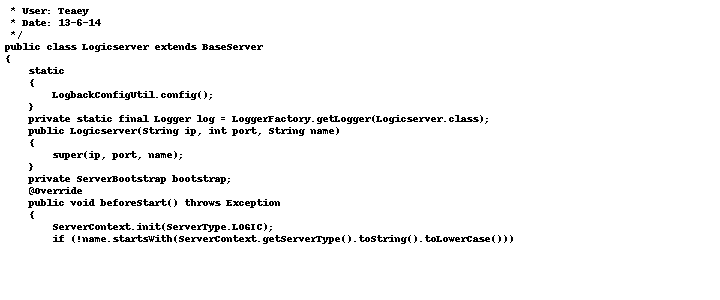 * User: Teaey
 * Date: 13-6-14
 */
public class Logicserver extends BaseServer
{
    static
    {
        LogbackConfigUtil.config();
    }
    private static final Logger log = LoggerFactory.getLogger(Logicserver.class);
    public Logicserver(String ip, int port, String name)
    {
        super(ip, port, name);
    }
    private ServerBootstrap bootstrap;
    @Override
    public void beforeStart() throws Exception
    {
        ServerContext.init(ServerType.LOGIC);
        if (!name.startsWith(ServerContext.getServerType().toString().toLowerCase()))